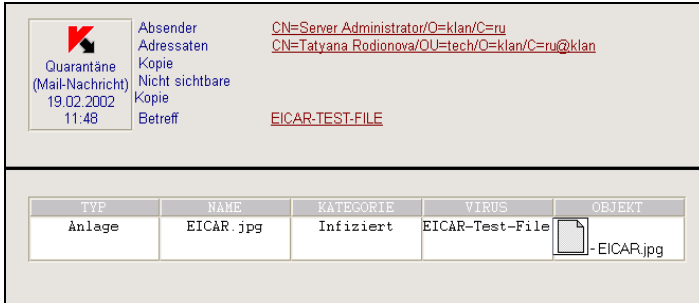 Quarantäne
(Mail-Nachricht)
19.02.2002
11:48
Absender CN=Server Administrator/O=klan/C=ru
Adressaten CN=Tatyana Rodionova/OU=tech/O=klan/C=ru@klan
Kopie
Nicht sichtbare
Kopie
Betreff EICAR-TEST-FILE
TYP NAME KATEGORIE VIRUS OBJEKT
Anlage EICAR.jpg Infiziert EICAR-Test-File - EICAR.jpg